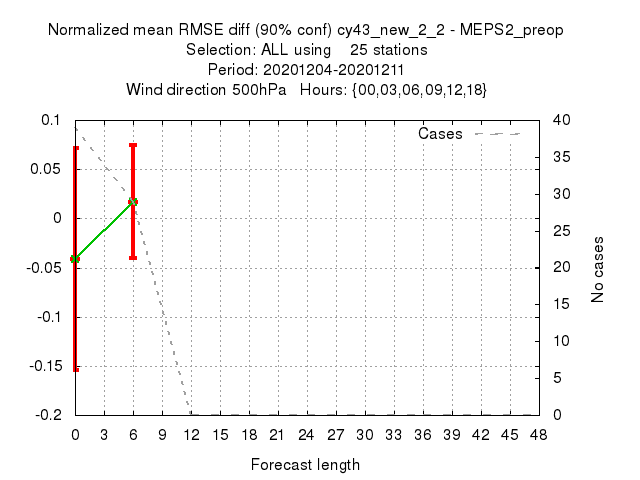 Normalized mean RMSE diff (90% conf) cy43_new_2_2 - MEPS2_preop
Selection: ALL using    25 stations
Period: 20201204-20201211
Wind direction 500hPa   Hours: {00,03,06,09,12,18}
Cases
0.1
0.05
0
-0.05
-0.1
-0.15
-0.2
40
35
30
25
20
15
10
5
0
No cases
0 3 6 9 12 15 18 21 24 27 30 33 36 39 42 45 48
Forecast length